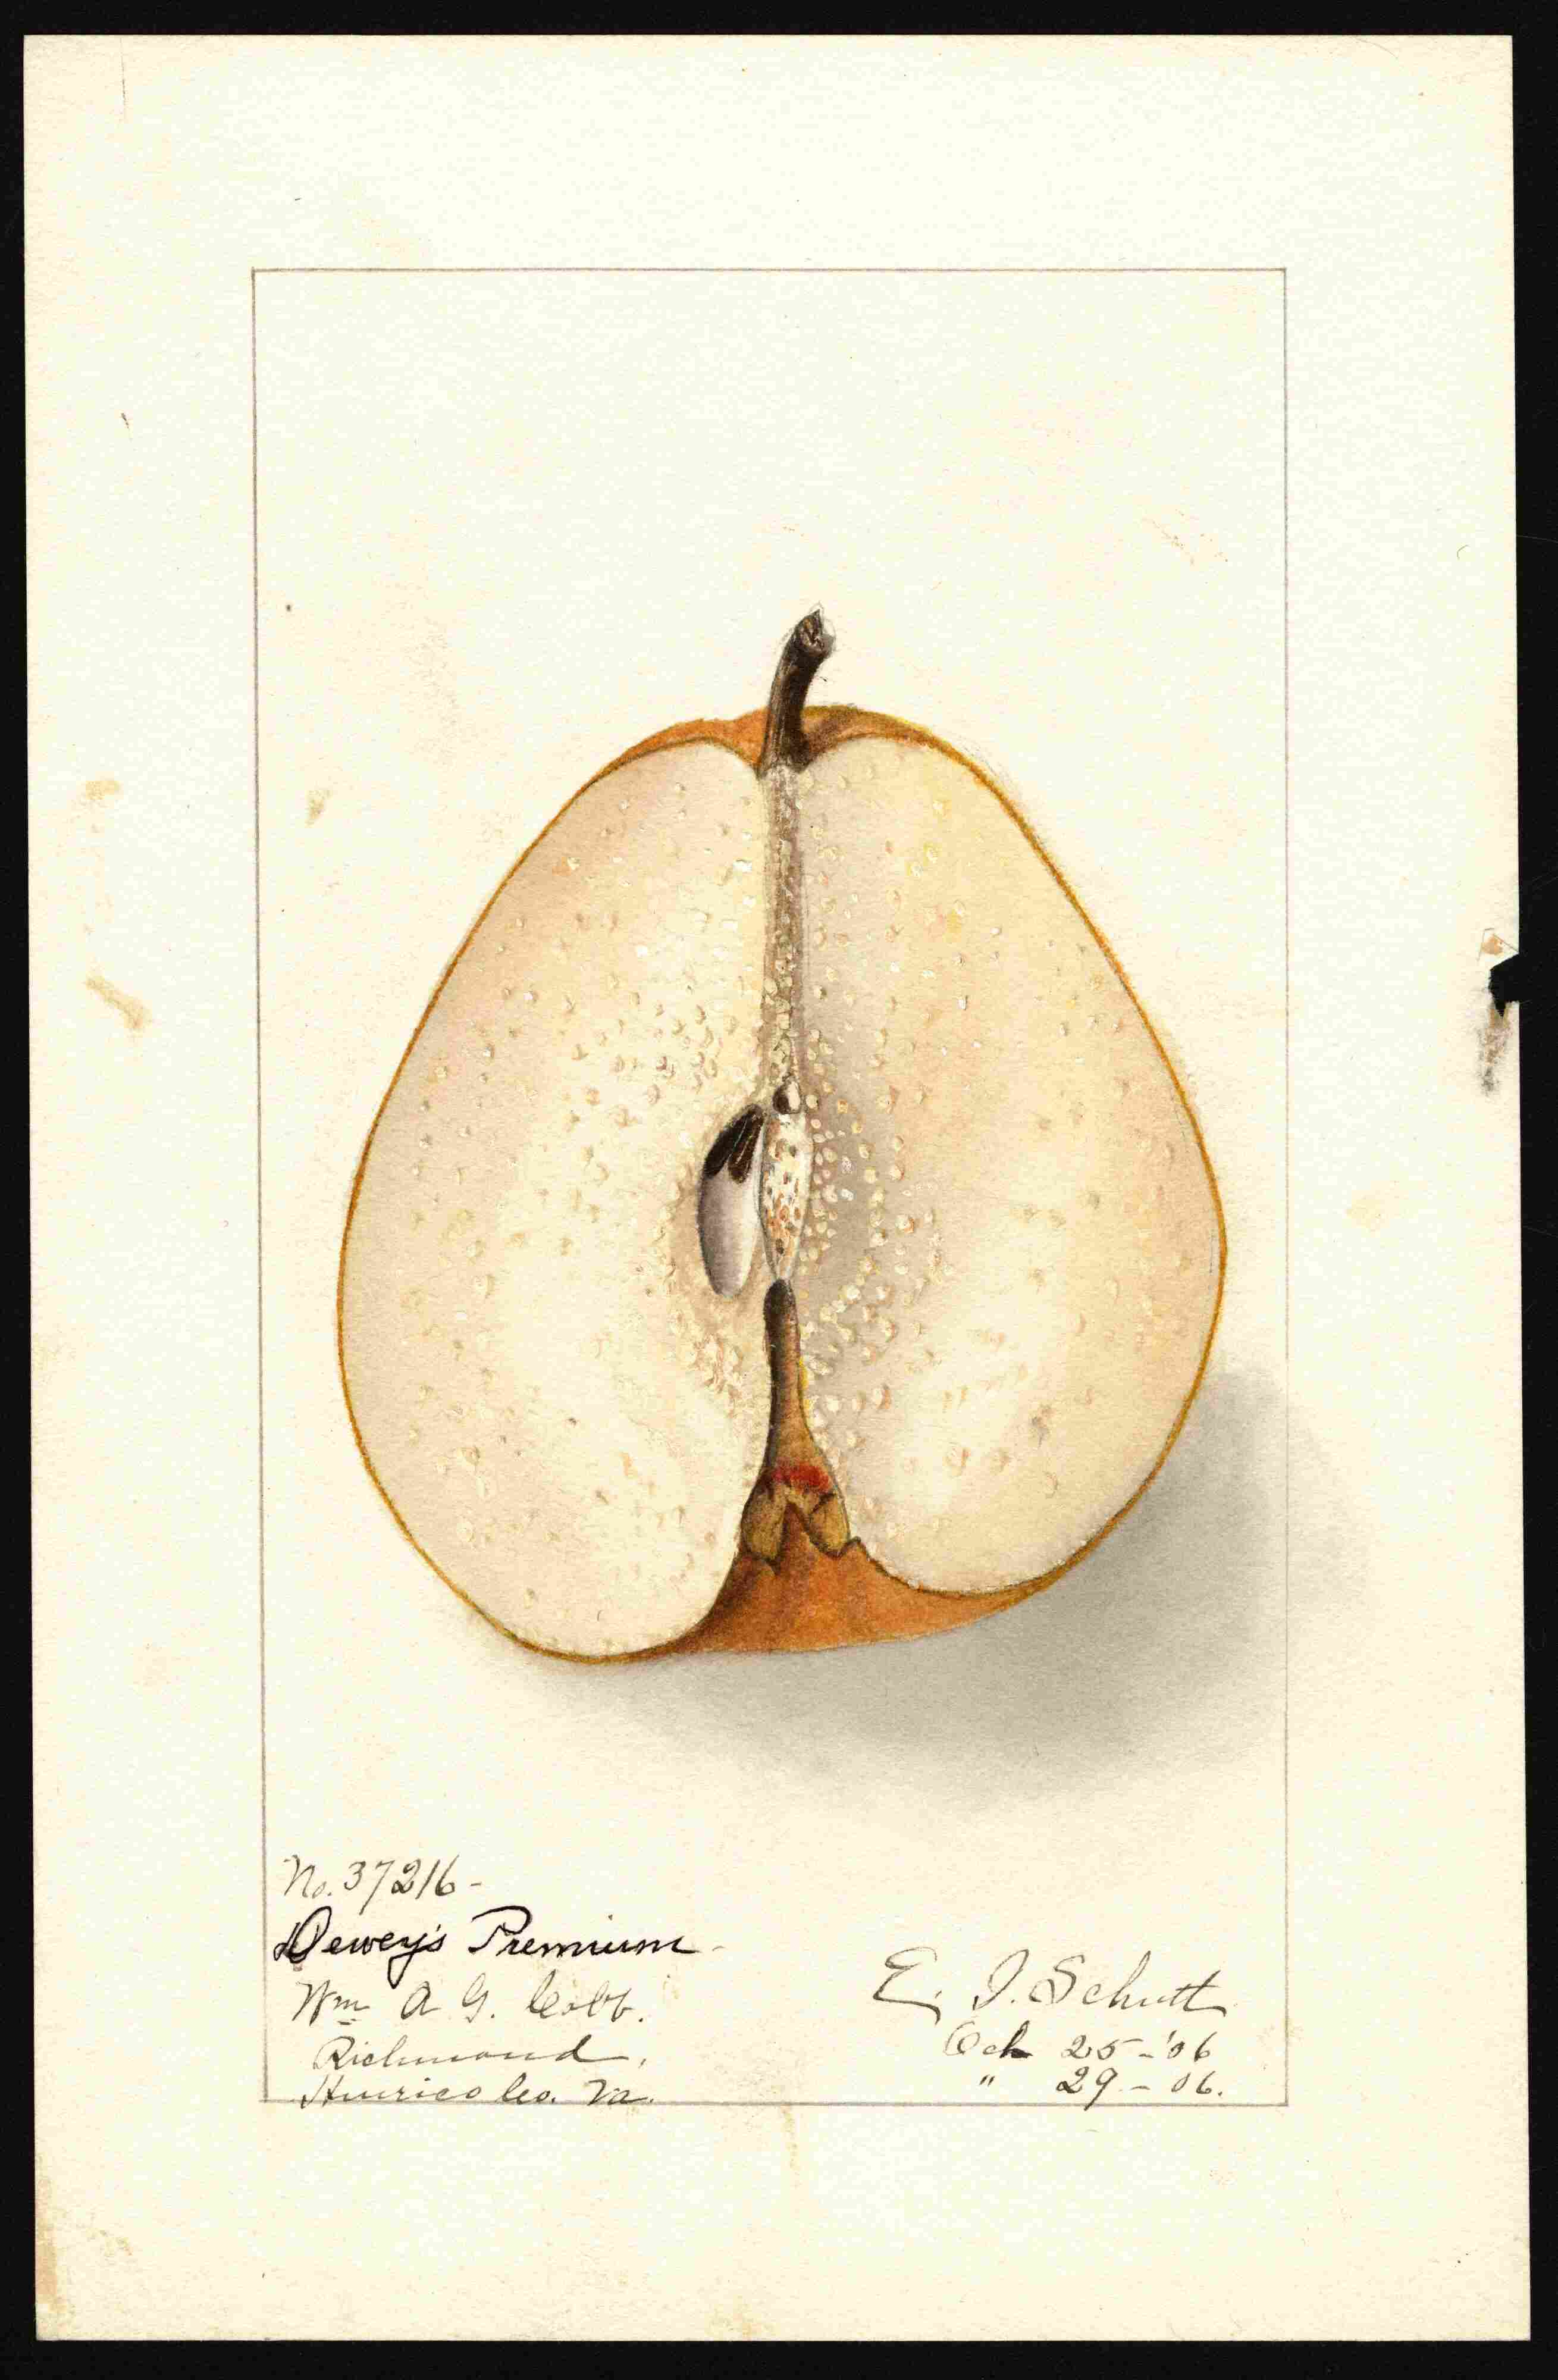 No. 37216-
Dewey's Premium
Wm A G. Cobb.
Richmond,
Henrico Co. Va.
E. I. Schutt
Oct 25-'06
" 29-06.